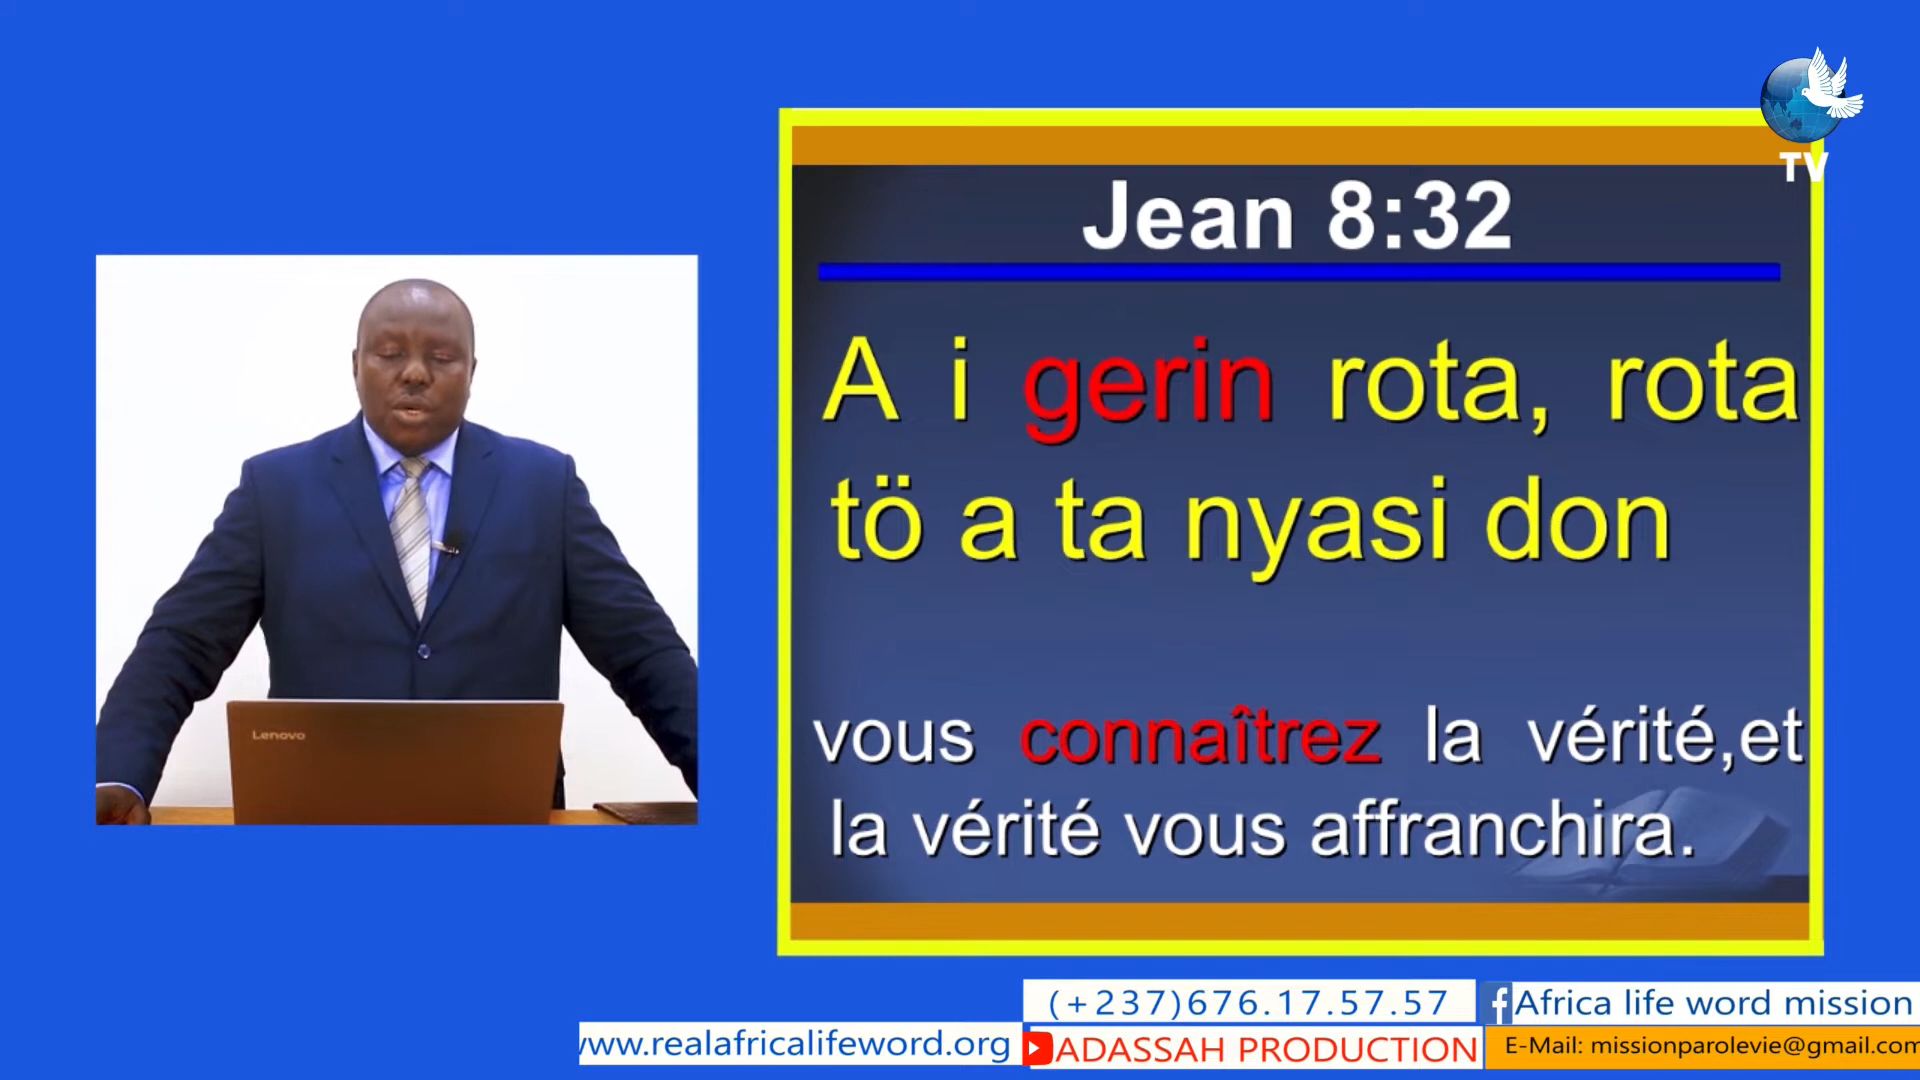 TV
Jean 8:32
A i gerin rota, rota
tö a ta nyasi don
vous connaîtrez la vérité,et
la vérité vous affranchira.
Lenovo
(+237)676.17.57.57
Africa life word mission
www.realafricalifeword.org
ADASSAH PRODUCTION
E-Mail: missionparolevie@gmail.com